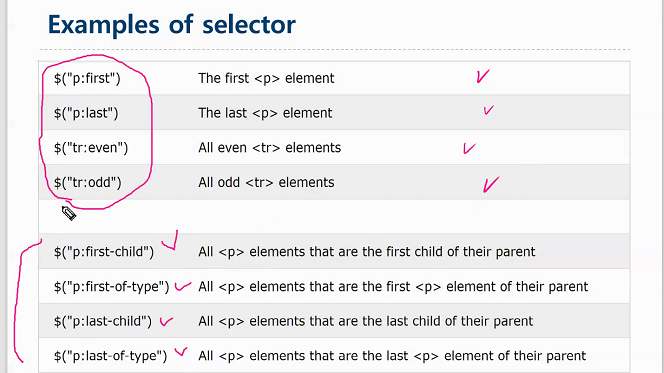 Examples of selector
$("p:first") The first <p> element
$("p:last") The last <p> element
$("tr:even") All even <tr> elements
$("tr:odd") All odd <tr> elements
$("p:first-child") All <p> elements that are the first child of their parent
$("p:first-of-type") All <p> elements that are the first <p> element of their parent
$("p:last-child") All <p> elements that are the last child of their parent
$("p:last-of-type") All <p> elements that are the last <p> element of their parent